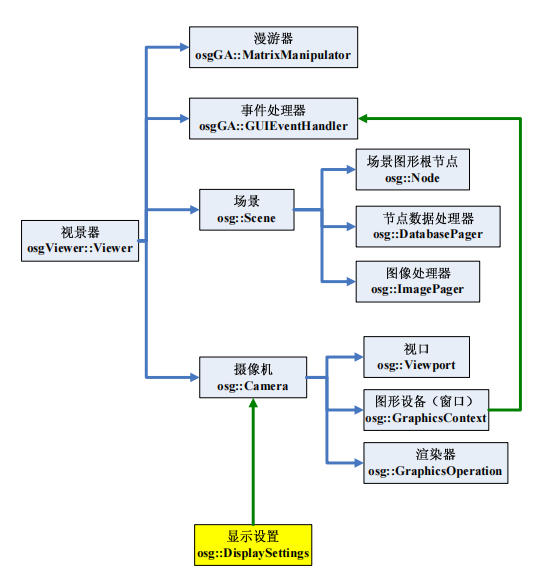 漫游器
osgGA::MatrixManipulator
事件处理器
osgGA::GUIEventHandler
场景图形根节点
osg::Node
场景
osg::Scene
节点数据处理器
osg::DatabasePager
视景器
osgViewer::Viewer
图像处理器
osg::ImagePager
视口
osg::Viewport
摄像机
osg::Camera
图形设备（窗口）
osg::GraphicsContext
渲染器
osg::GraphicsOperation
显示设置
osg::DisplaySettings